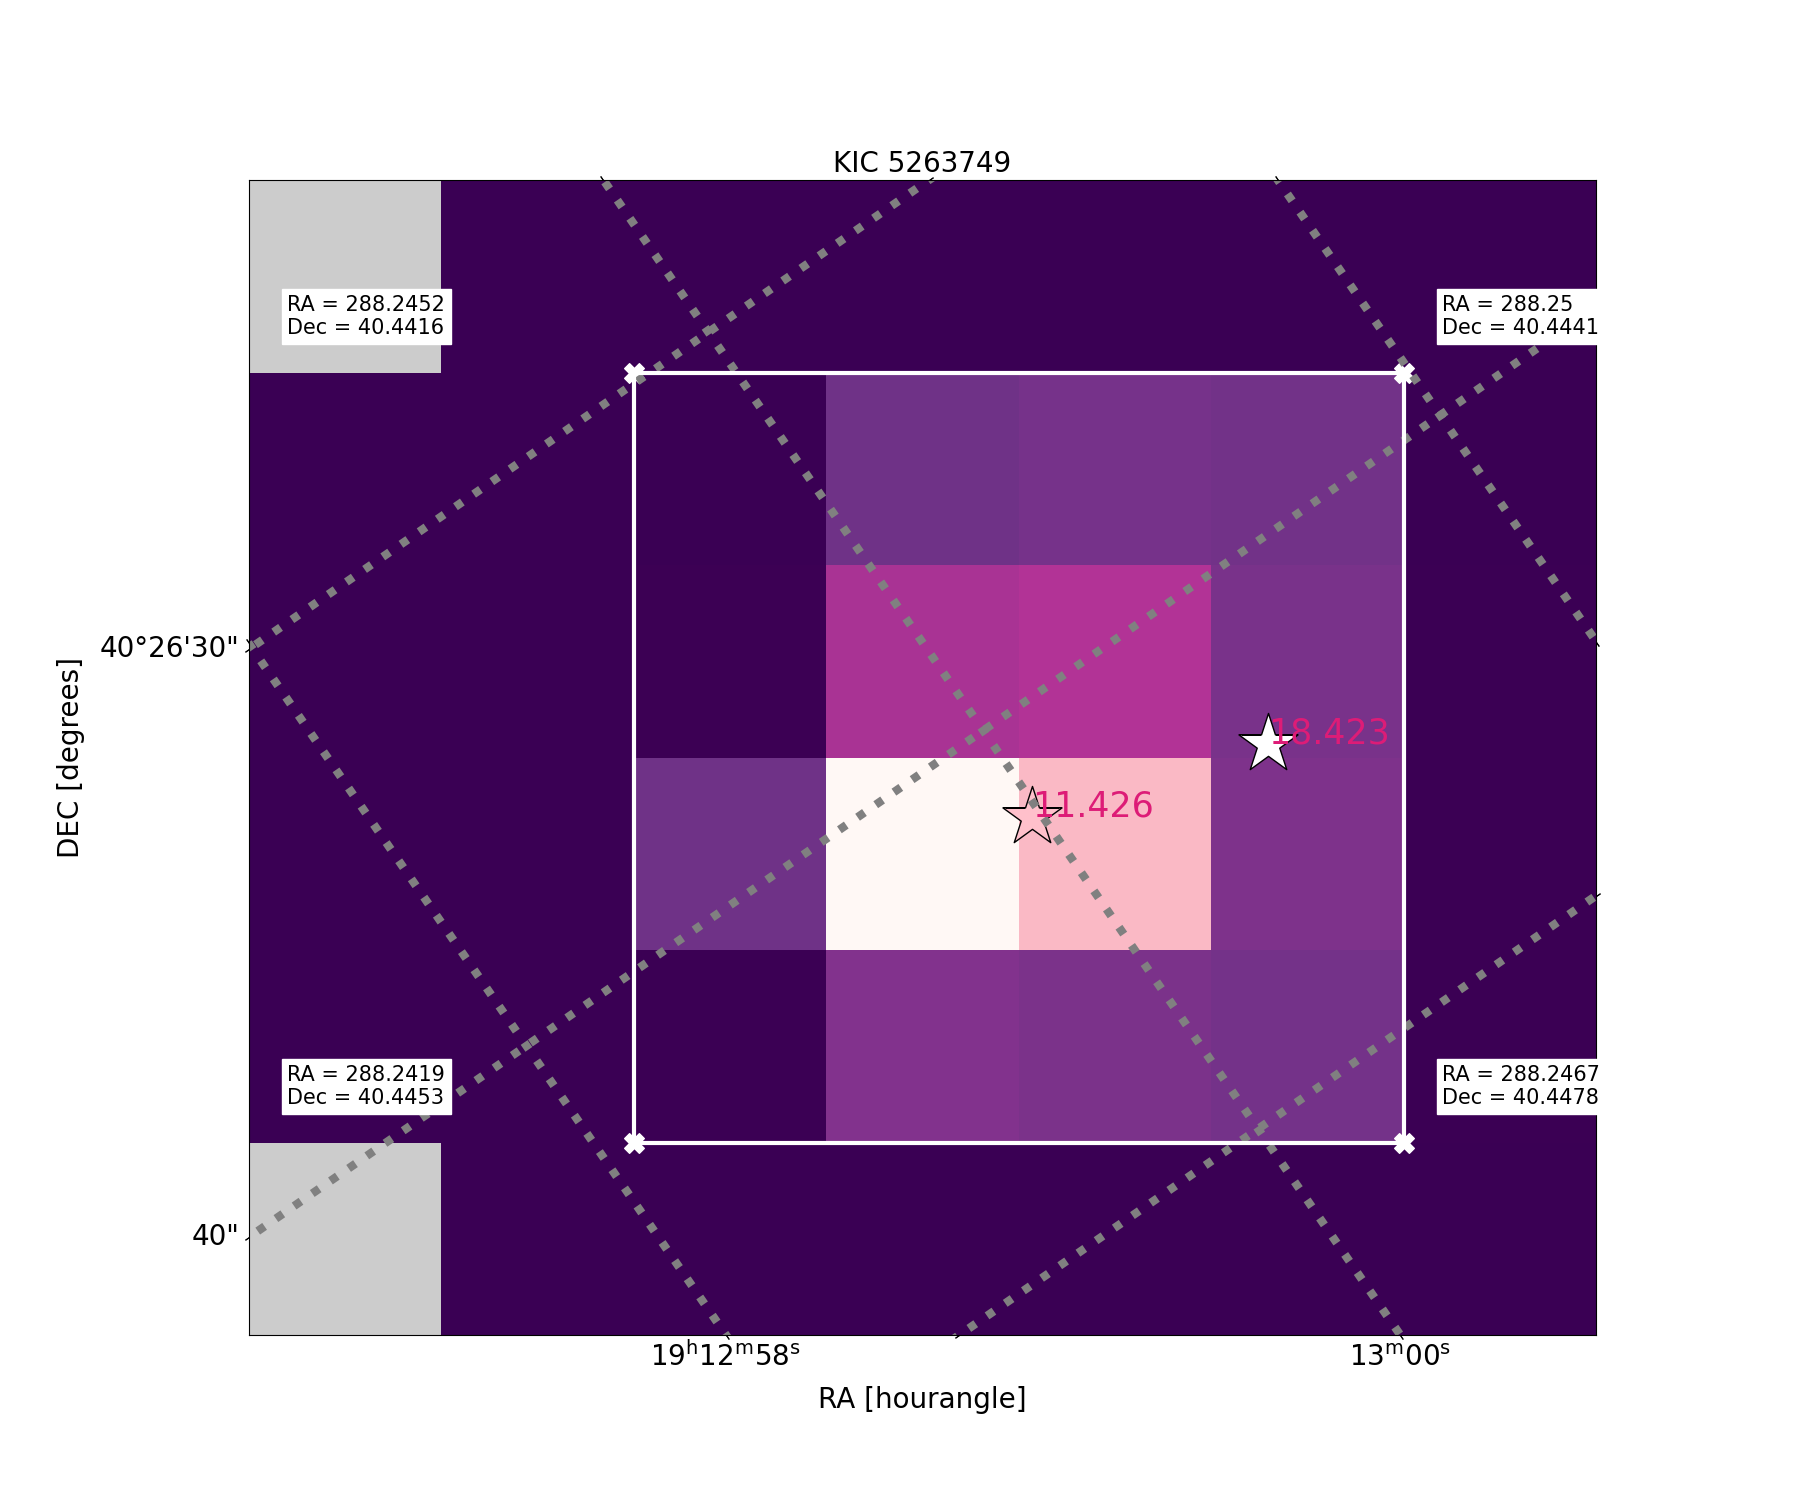 KIC 5263749
RA = 288.2452
Dec = 40.4416
RA = 288.25
Dec = 40.4441
40°26'30"
DEC [degrees]
18.423
11.426
RA = 288.2419
Dec = 40.4453
RA = 288.2467
Dec = 40.4478
40"
19ʰ12ᵐ58ˢ
13ᵐ00ˢ
RA [hourangle]